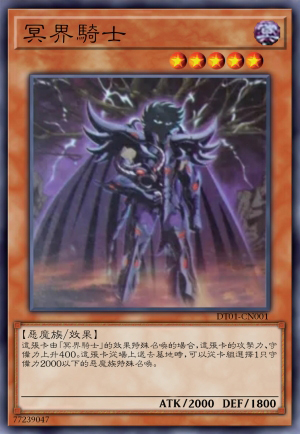 冥界騎士
DT01-CN001
【惡魔族/效果】
這張卡由「冥界騎士」的效果特殊召喚的場合,這張卡的攻擊力,守
備力上升400。這張卡從場上送去墓地時,可以從卡組選擇1只守
備力2000以下的惡魔族特殊召喚。
ATK/2000 DEF/1800
77239047